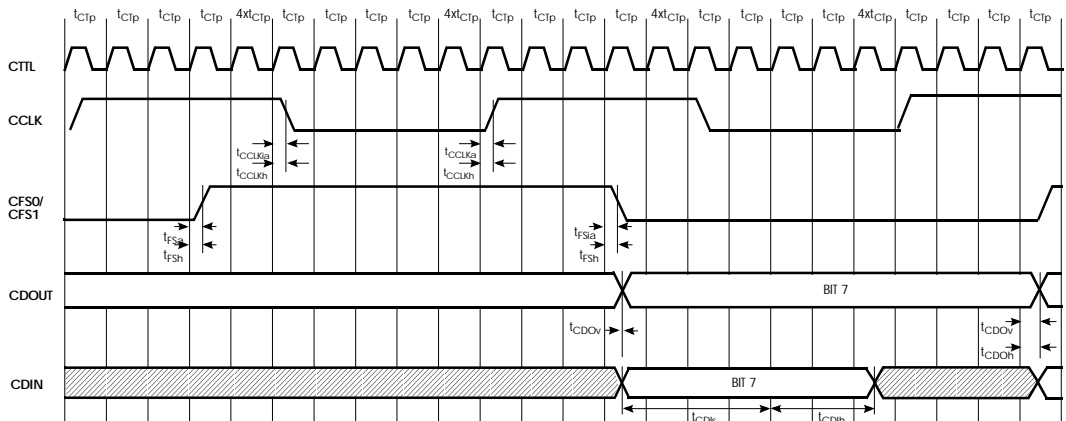 tCTp tCTp tCTp tCTp 4xtCTp tCTp tCTp tCTp tCTp 4xtCTp tCTp tCTp tCTp tCTp 4xtCTp tCTp tCTp tCTp tCTp 4xtCTp tCTp tCTp tCTp tCTp
CTTL
CCLK
tCCLKia tCCLKa
tCCLKh tCCLKh
CFS0/
CFS1
tFSa tFSia
tFSh tFSh
CDOUT BIT 7
tCDOv tCDOv
tCDOh
CDIN BIT 7
tCDIs tCDIh